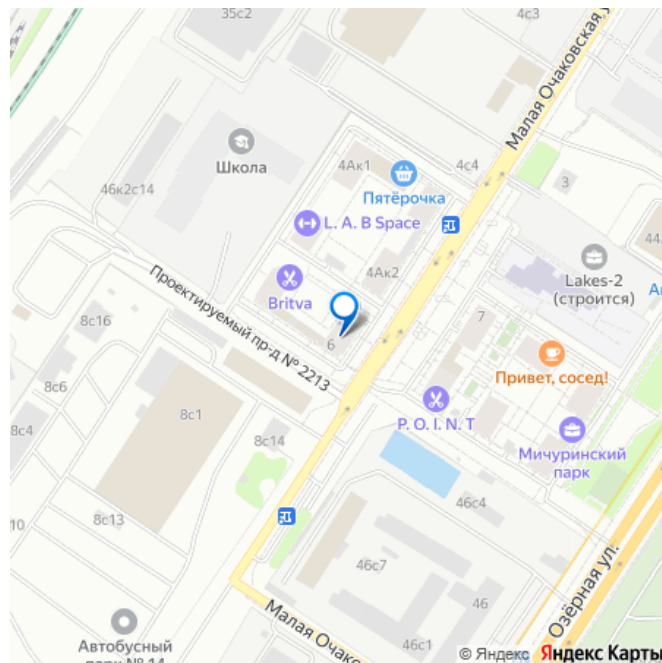 35с2
4с3
Малая Очаковская
Школа
4Ак1
4с4
Пятёрочка
3
46к2с14
L. A. B Space
44
4Ак2
Lakes-2
(строится)
Britva
Проектируемый пр-д № 2213
8с16
7
6
Привет, сосед!
8с6
8с1
P. O. I. N. T
8с4
8с14
Мичуринский
парк
46с4
10
8с13
46с7
Озёрная ул.
46
Малая Очако
Автобусный
парк № 14
46с1
© Яндекс Яндекс Карты